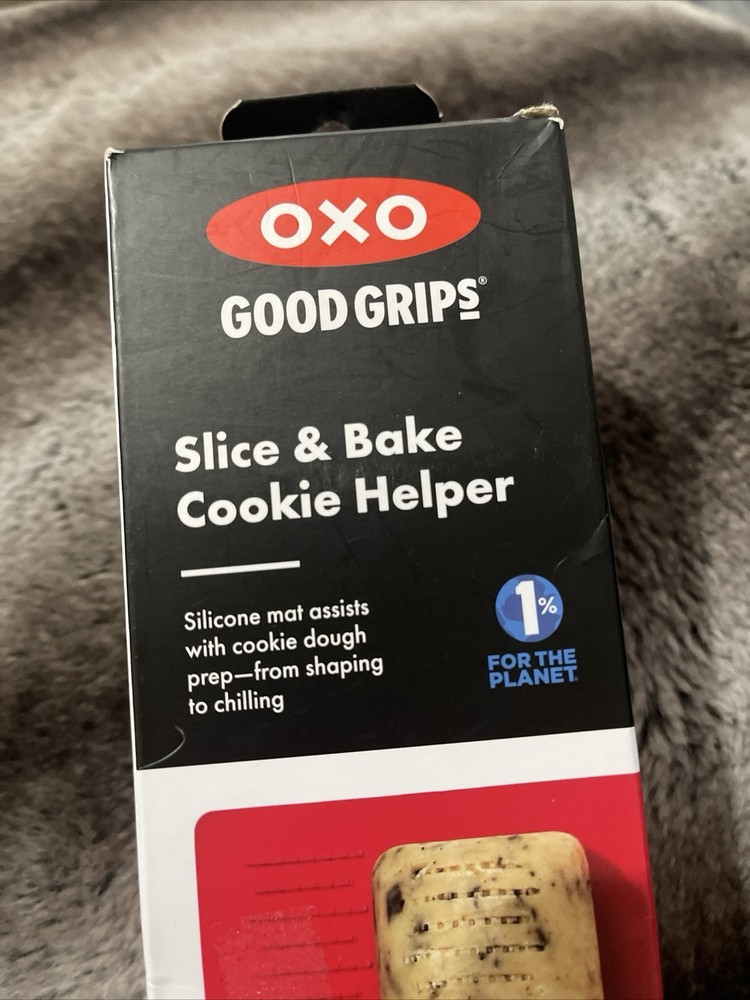 OXO
GOOD GRIPS®
Slice & Bake
Cookie Helper
Silicone mat assists
with cookie dough
prep—from shaping
to chilling
1%
FOR THE
PLANET